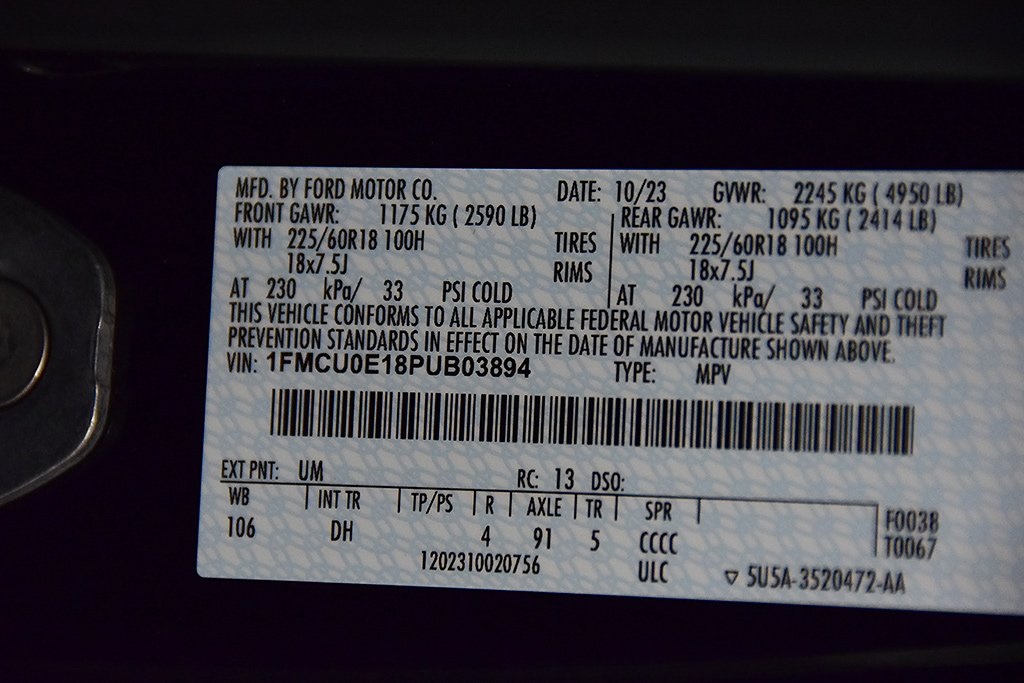 MFD. BY FORD MOTOR CO. DATE: 10/23 GVWR: 2245 KG ( 4950 LB)
FRONT GAWR: 1175 KG ( 2590 LB) REAR GAWR: 1095 KG ( 2414 LB)
WITH 225/60R18 100H TIRES WITH 225/60R18 100H TIRES
18x7.5J RIMS 18x7.5J RIMS
AT 230 kPa/ 33 PSI COLD AT 230 kPa/ 33 PSI COLD
THIS VEHICLE CONFORMS TO ALL APPLICABLE FEDERAL MOTOR VEHICLE SAFETY AND THEFT
PREVENTION STANDARDS IN EFFECT ON THE DATE OF MANUFACTURE SHOWN ABOVE.
VIN: 1FMCU0E18PUB03894 TYPE: MPV
EXT PNT: UM RC: 13 DSO:
WB INT TR TP/PS R AXLE TR SPR F0038
106 DH 4 91 5 CCCC T0067
1202310020756 ULC ▽ 5U5A-3520472-AA